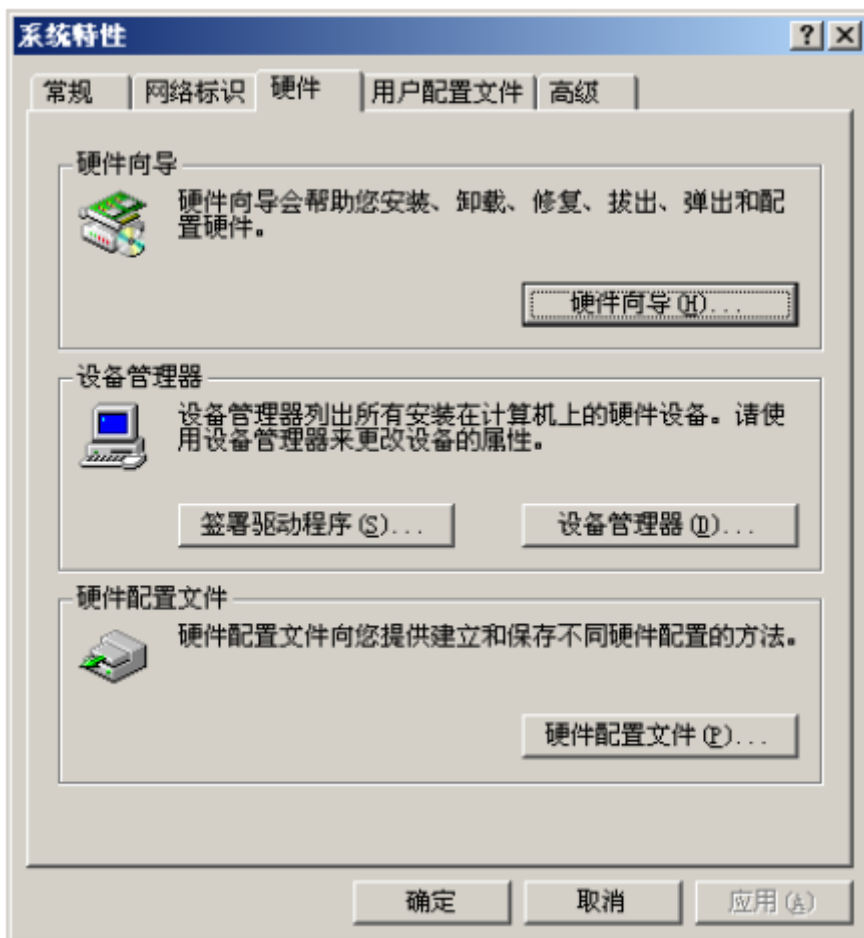 系统特性
常规 网络标识 硬件 用户配置文件 高级
硬件向导
硬件向导会帮助您安装、卸载、修复、拔出、弹出和配
置硬件。
硬件向导(H)...
设备管理器
设备管理器列出所有安装在计算机上的硬件设备。请使
用设备管理器来更改设备的属性。
签署驱动程序(S)... 设备管理器(D)...
硬件配置文件
硬件配置文件向您提供建立和保存不同硬件配置的方法。
硬件配置文件(P)...
确定 取消 应用(A)